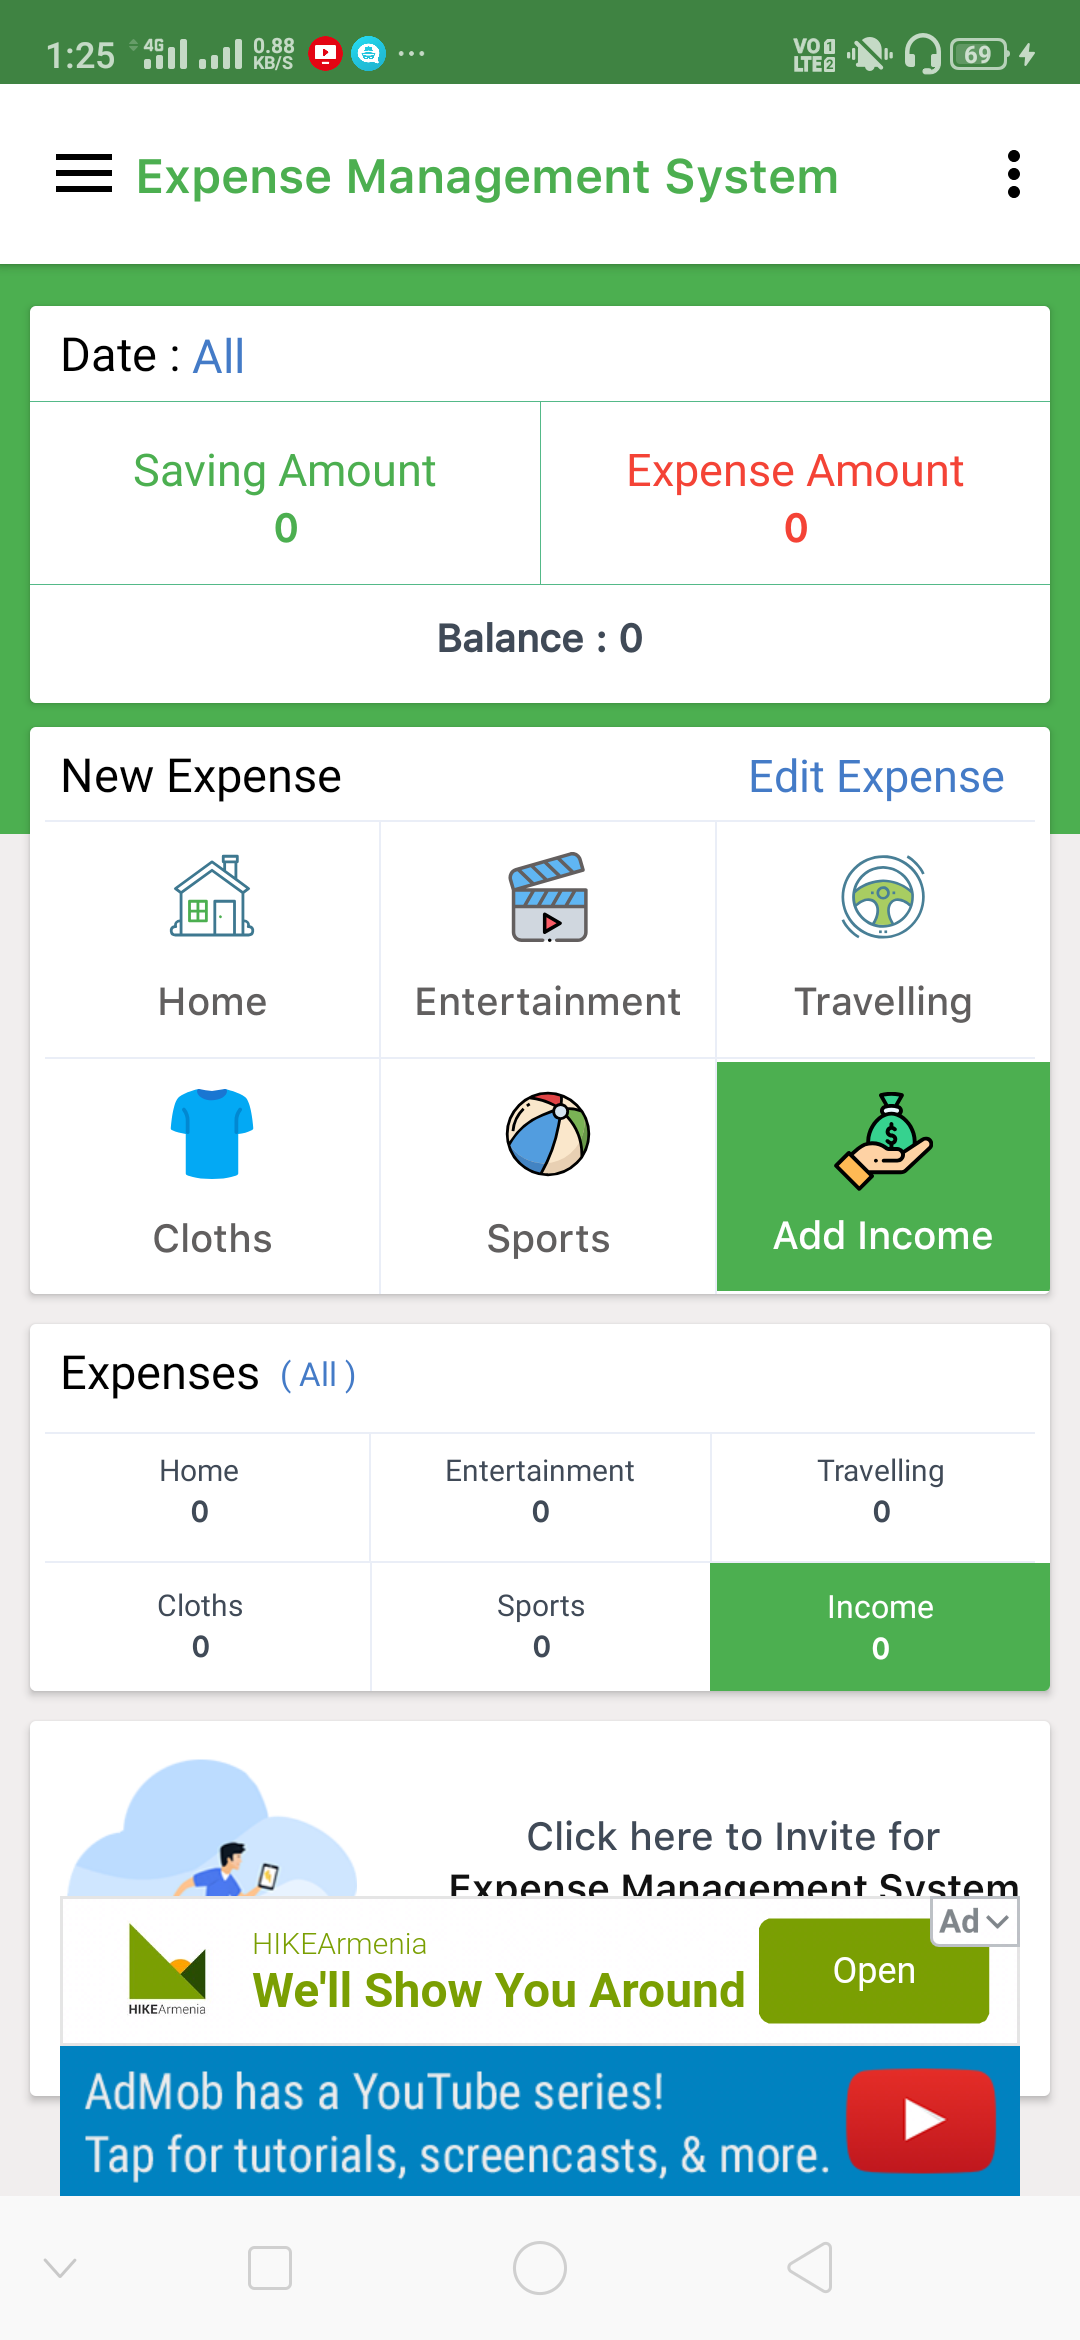 1:25 4G 0.88 KB/S ... VO 1 LTE 2 69
Expense Management System
Date : All
Saving Amount
0
Expense Amount
0
Balance : 0
New Expense
Edit Expense
Home
Entertainment
Travelling
Cloths
Sports
$
Add Income
Expenses ( All )
Home
0
Entertainment
0
Travelling
0
Cloths
0
Sports
0
Income
0
Click here to Invite for
Expense Management System
Ad
HIKEArmenia
HIKEArmenia
We'll Show You Around
Open
AdMob has a YouTube series!
Tap for tutorials, screencasts, & more.